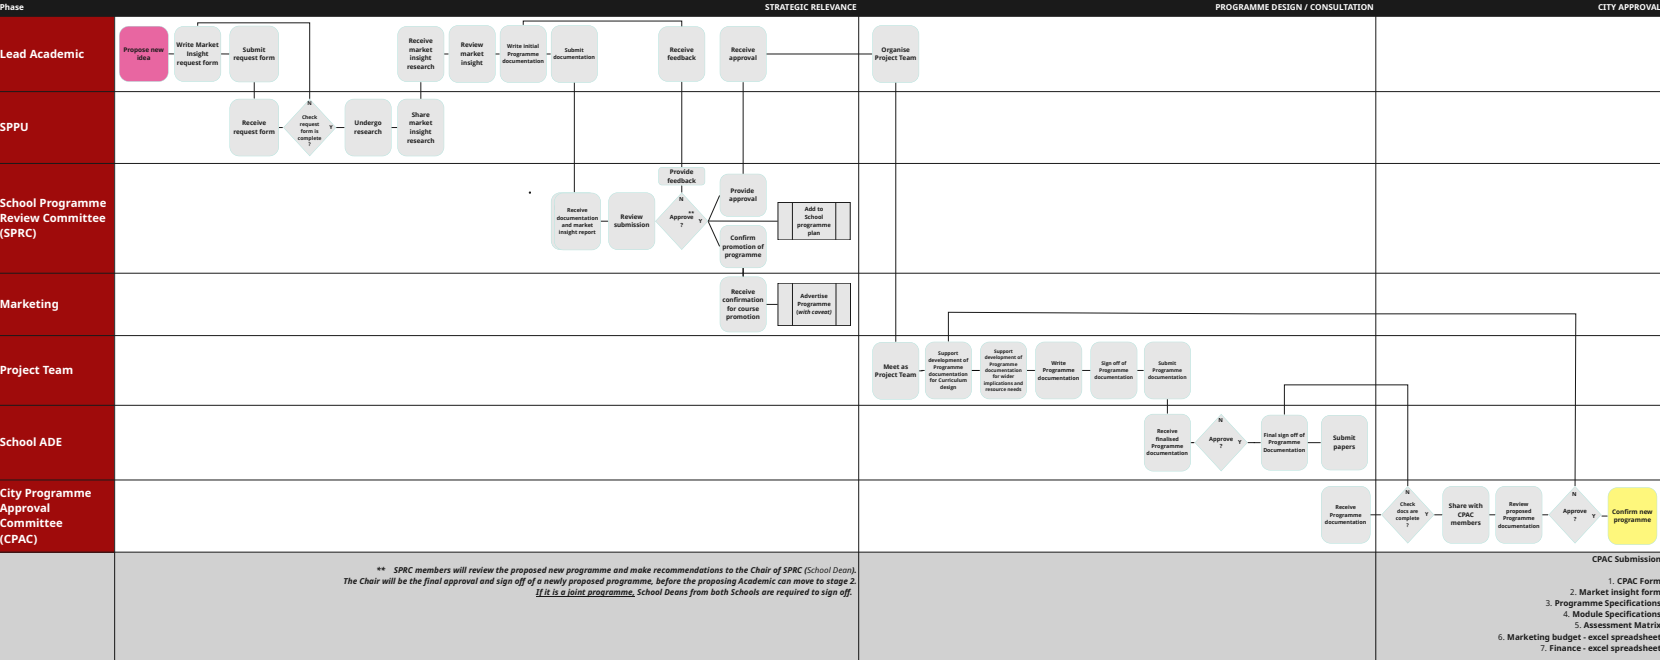 Phase
STRATEGIC RELEVANCE
PROGRAMME DESIGN / CONSULTATION
CITY APPROVAL
Lead Academic
Propose new
idea
Write Market
Insight
request form
Submit
request form
Receive
market
insight
research
Review
market
insight
Write initial
Programme
documentation
Submit
documentation
Receive
feedback
Receive
approval
Organise
Project Team
SPPU
Receive
request form
N
Check
request
form is
complete
?
Y
Undergo
research
Share
market
insight
research
School Programme
Review Committee
(SPRC)
Receive
documentation
and market
insight report
Review
submission
Provide
feedback
N
**
Approve
?
Y
Provide
approval
Confirm
promotion of
programme
Add to
School
programme
plan
Marketing
Receive
confirmation
for course
promotion
Advertise
Programme
(with caveat)
Project Team
Meet as
Project Team
Support
development of
Programme
documentation
for Curriculum
design
Support
development of
Programme
documentation
for wider
implications and
resource needs
Write
Programme
documentation
Sign off of
Programme
documentation
Submit
Programme
documentation
School ADE
Receive
finalised
Programme
documentation
N
Approve
?
Y
Final sign off of
Programme
Documentation
Submit
papers
City Programme
Approval
Committee
(CPAC)
Receive
Programme
documentation
N
Check
docs are
complete
?
Y
Share with
CPAC
members
Review
proposed
Programme
documentation
N
Approve
?
Y
Confirm new
programme
** SPRC members will review the proposed new programme and make recommendations to the Chair of SPRC (School Dean).
The Chair will be the final approval and sign off of a newly proposed programme, before the proposing Academic can move to stage 2.
If it is a joint programme, School Deans from both Schools are required to sign off.
CPAC Submission
1. CPAC Form
2. Market insight form
3. Programme Specifications
4. Module Specifications
5. Assessment Matrix
6. Marketing budget - excel spreadsheet
7. Finance - excel spreadsheet